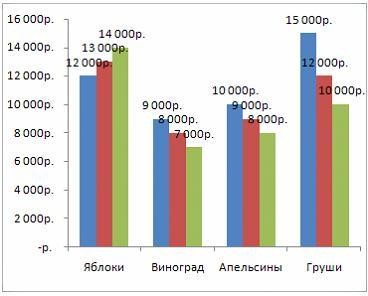 16 000р.
14 000р.
12 000р.
10 000р.
8 000р.
6 000р.
4 000р.
2 000р.
-р.
12 000р.
13 000р.
14 000р.
9 000р.
8 000р.
7 000р.
10 000р.
9 000р.
8 000р.
15 000р.
12 000р.
10 000р.
Яблоки
Виноград
Апельсины
Груши